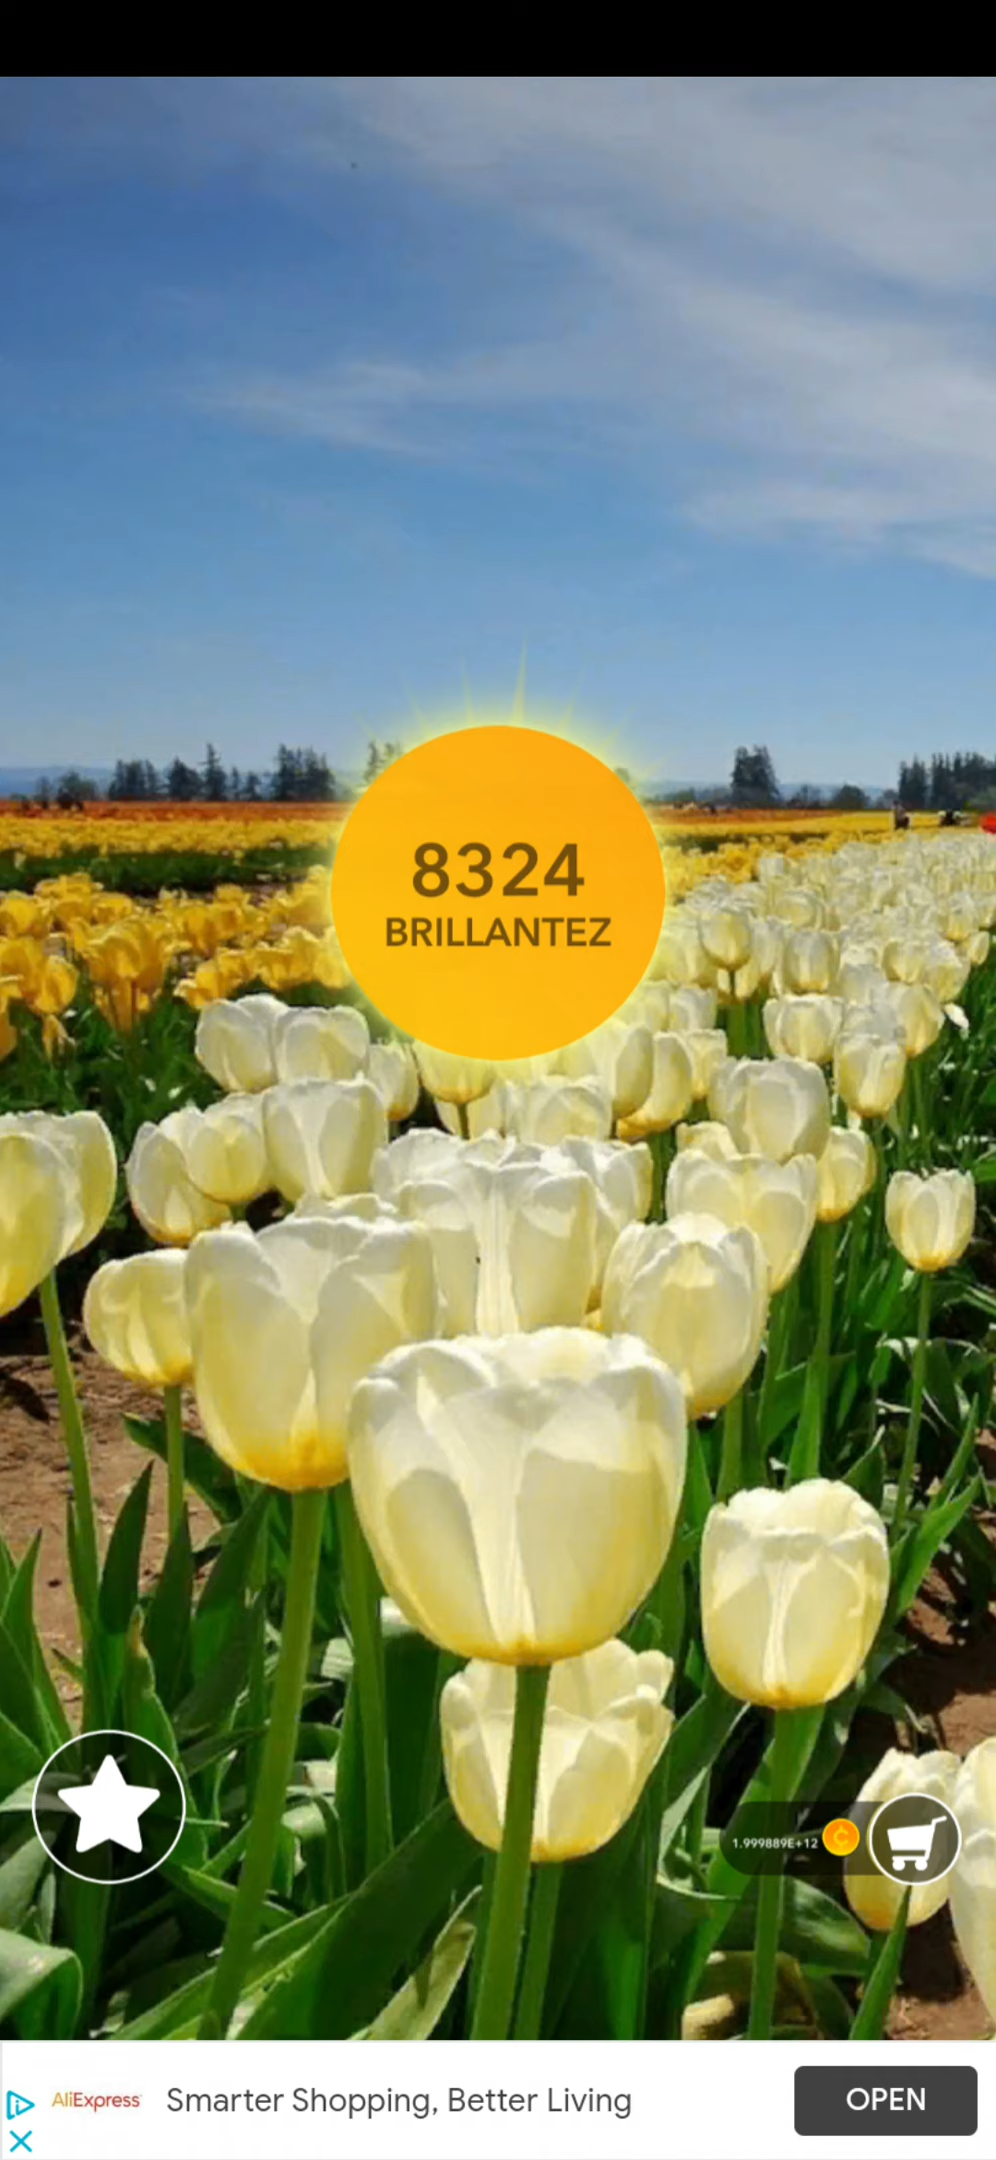 8324
BRILLANTEZ
1.999889E+12
AliExpress
Smarter Shopping, Better Living
OPEN